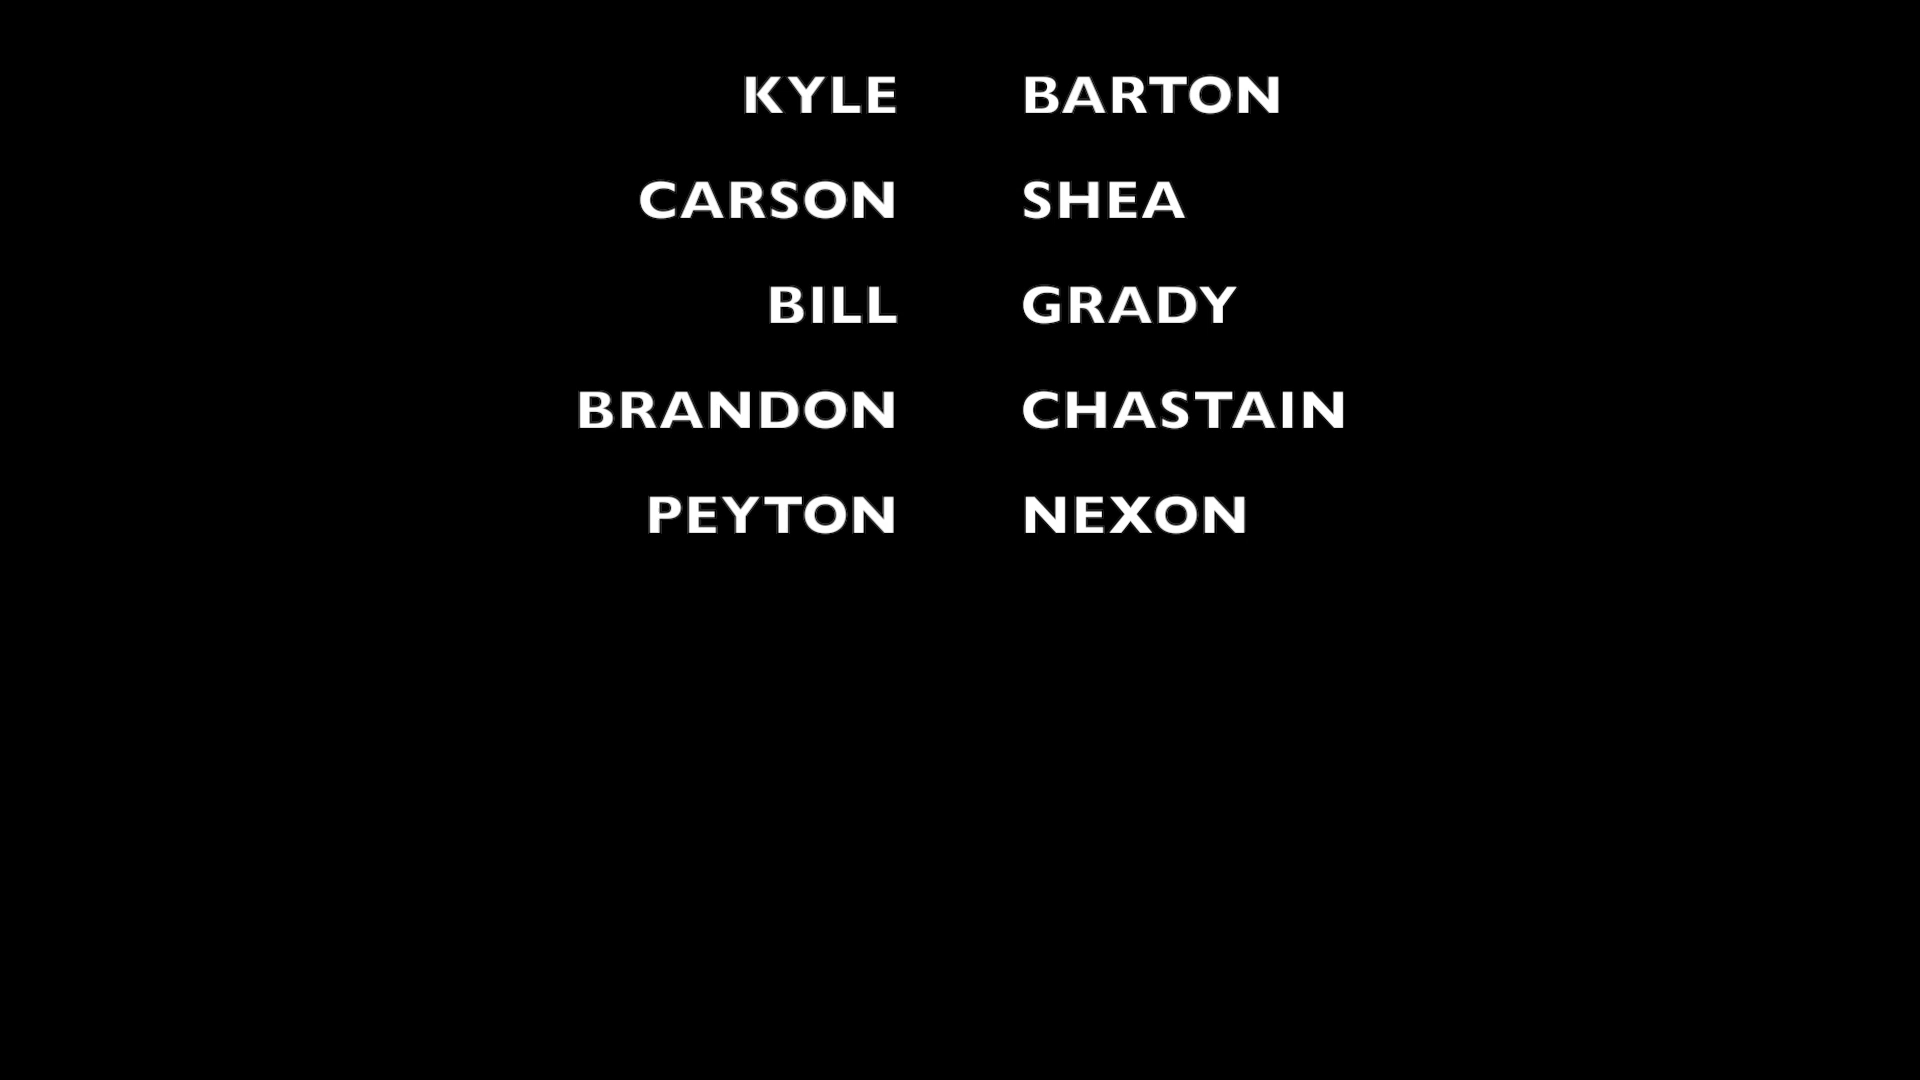 KYLE BARTON
CARSON SHEA
BILL GRADY
BRANDON CHASTAIN
PEYTON NEXON